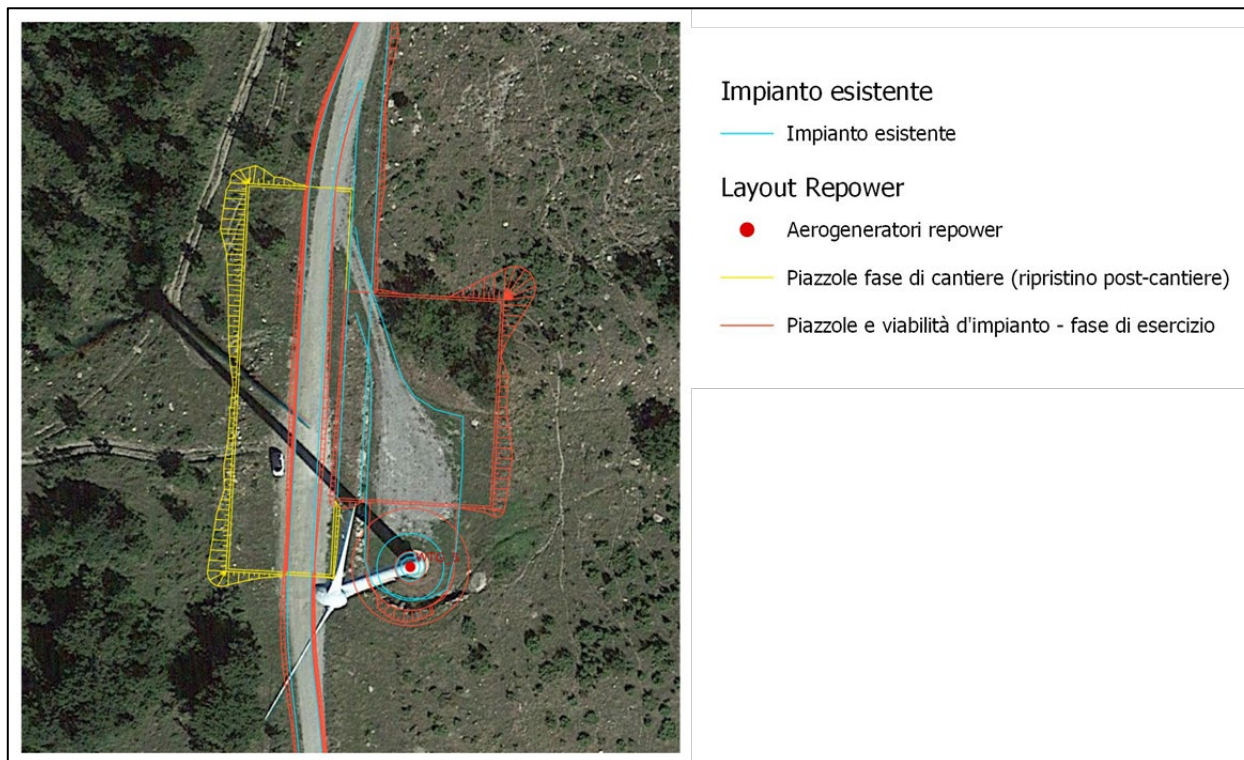 Impianto esistente
Impianto esistente
Layout Repower
Aerogeneratori repower
Piazzole fase di cantiere (ripristino post-cantiere)
Piazzole e viabilità d'impianto - fase di esercizio